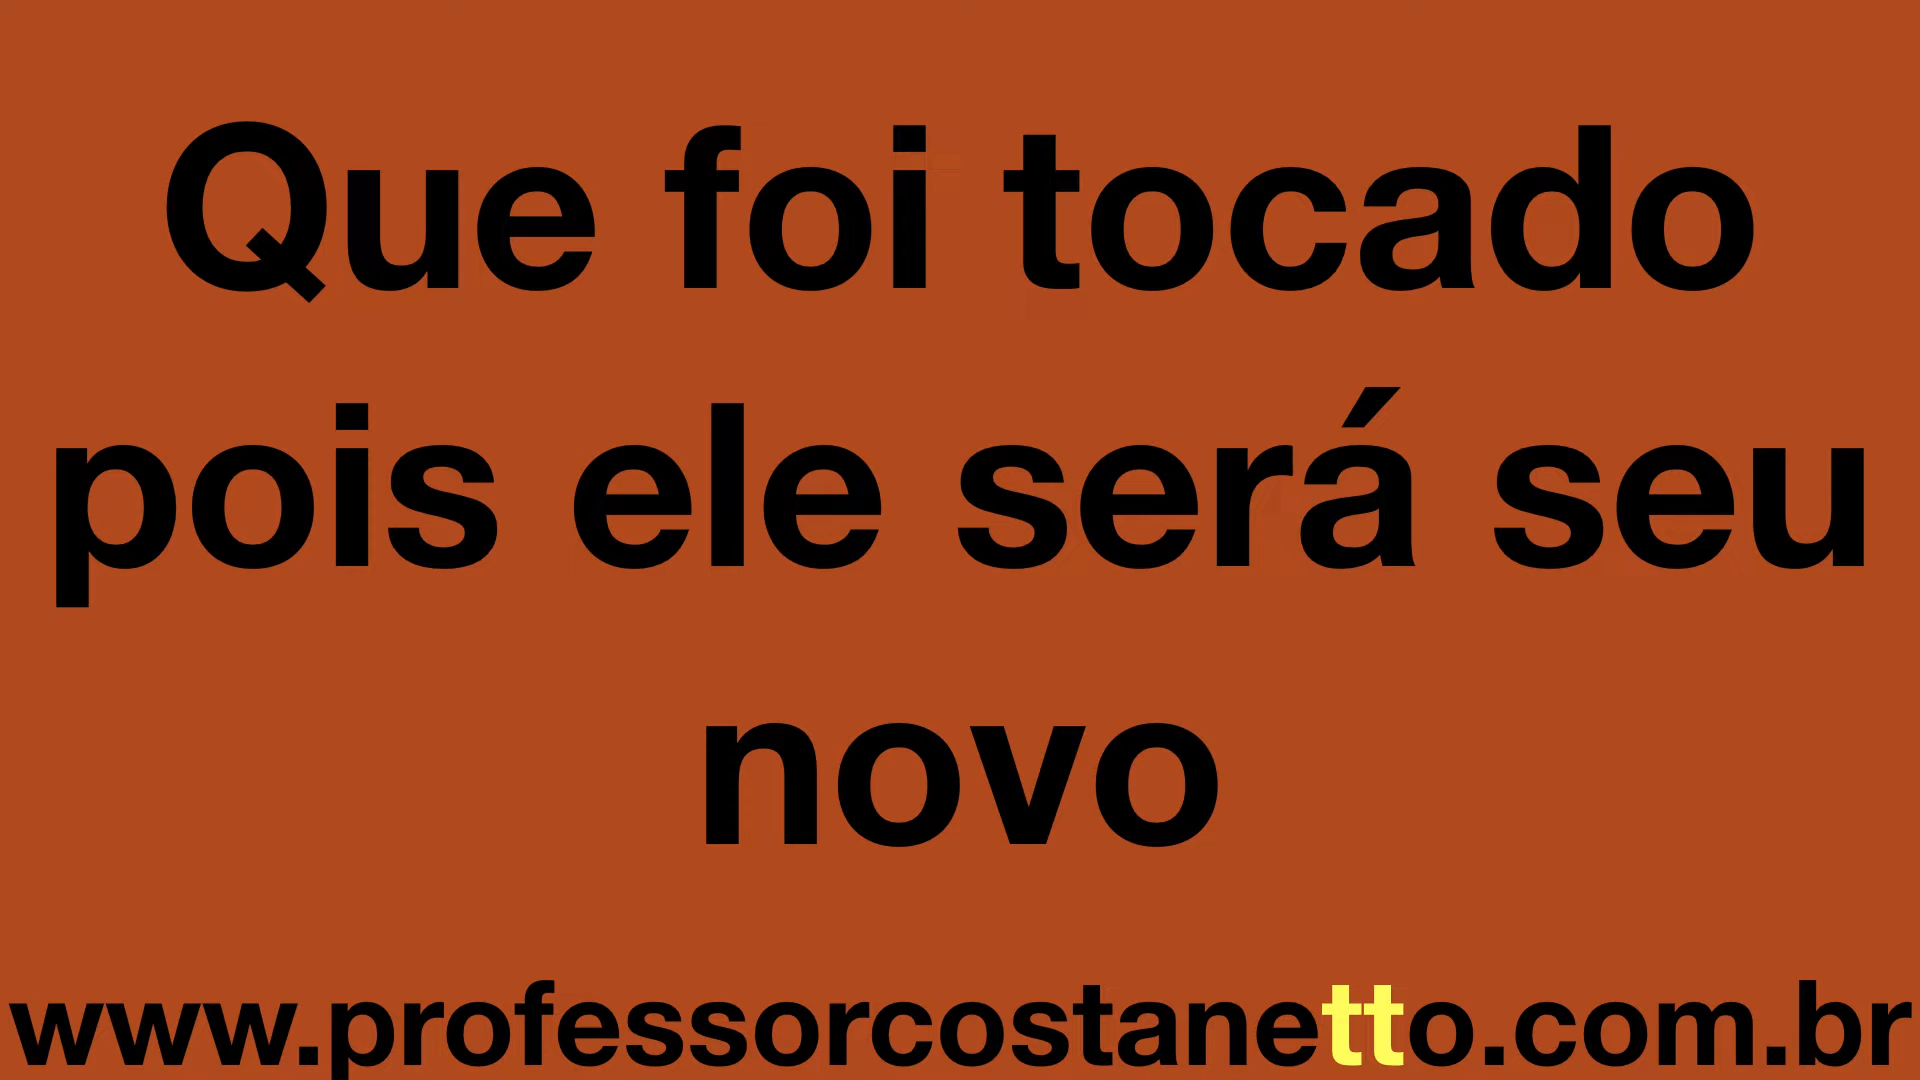 Que foi tocado
pois ele será seu
novo
www.professorcostanetto.com.br